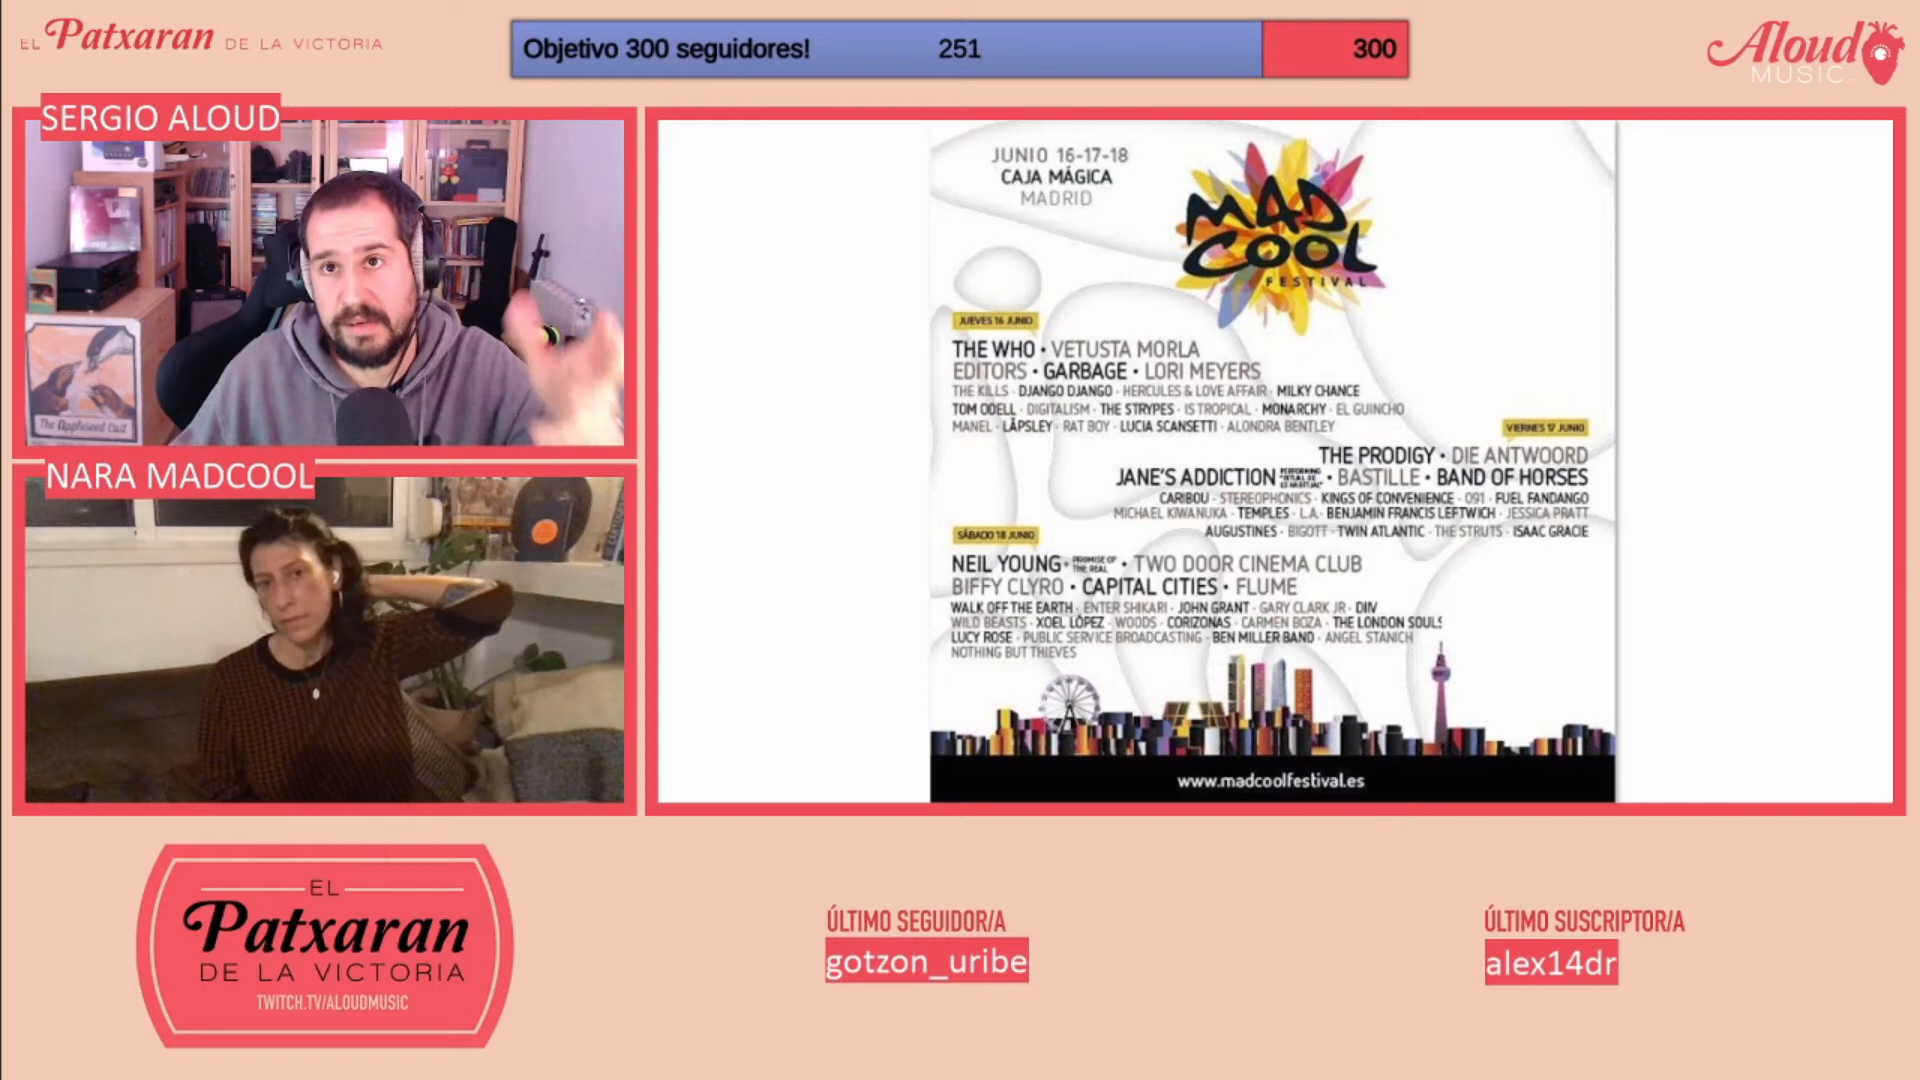 EL Patxaran DE LA VICTORIA
Objetivo 300 seguidores! 251 300
Aloud
MUSIC
SERGIO ALOUD
The Appleseed Cast
NARA MADCOOL
JUNIO 16-17-18
CAJA MÁGICA
MADRID
MAD
COOL
FESTIVAL
JUEVES 16 JUNIO
THE WHO · VETUSTA MORLA
EDITORS · GARBAGE · LORI MEYERS
THE KILLS · DJANGO DJANGO · HERCULES & LOVE AFFAIR · MILKY CHANCE
TOM ODELL · DIGITALISM · THE STRYPES · IS TROPICAL · MONARCHY · EL GUINCHO
MANEL · LÅPSLEY · RAT BOY · LUCIA SCANSETTI · ALONDRA BENTLEY
VIERNES 17 JUNIO
THE PRODIGY · DIE ANTWOORD
JANE'S ADDICTION · BASTILLE · BAND OF HORSES
CARIBOU · STEREOPHONICS · KINGS OF CONVENIENCE · 091 · FUEL FANDANGO
MICHAEL KIWANUKA · TEMPLES · L.A. · BENJAMIN FRANCIS LEFTWICH · JESSICA PRATT
AUGUSTINES · BIGOTT · TWIN ATLANTIC · THE STRUTS · ISAAC GRACIE
SÁBADO 18 JUNIO
NEIL YOUNG + PROMISE OF THE REAL · TWO DOOR CINEMA CLUB
BIFFY CLYRO · CAPITAL CITIES · FLUME
WALK OFF THE EARTH · ENTER SHIKARI · JOHN GRANT · GARY CLARK JR · DIIV
WILD BEASTS · XOEL LÓPEZ · WOODS · CORIZONAS · CARMEN BOZA · THE LONDON SOULS
LUCY ROSE · PUBLIC SERVICE BROADCASTING · BEN MILLER BAND · ANGEL STANICH
NOTHING BUT THIEVES
www.madcoolfestival.es
EL
Patxaran
DE LA VICTORIA
TWITCH.TV/ALOUDMUSIC
ÚLTIMO SEGUIDOR/A
gotzon_uribe
ÚLTIMO SUSCRIPTOR/A
alex14dr